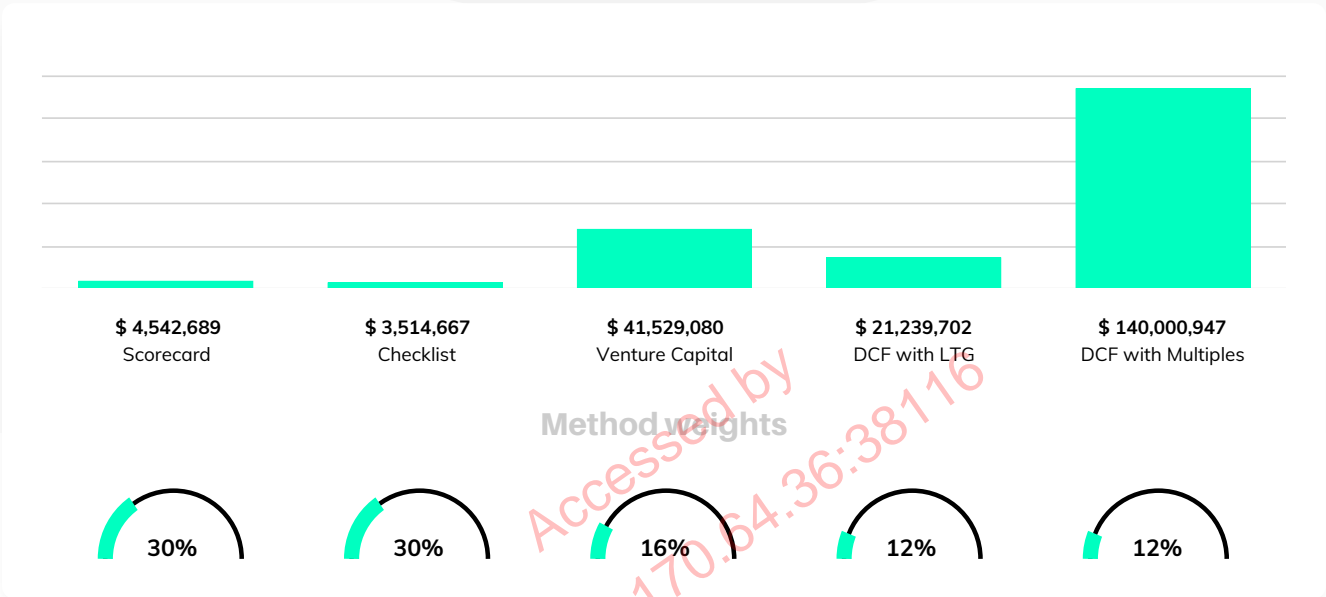 $ 4,542,689
Scorecard
$ 3,514,667
Checklist
$ 41,529,080
Venture Capital
$ 21,239,702
DCF with LTG
$ 140,000,947
DCF with Multiples
Method weights
Accessed by
170.64.36:38116
30%
30%
16%
12%
12%